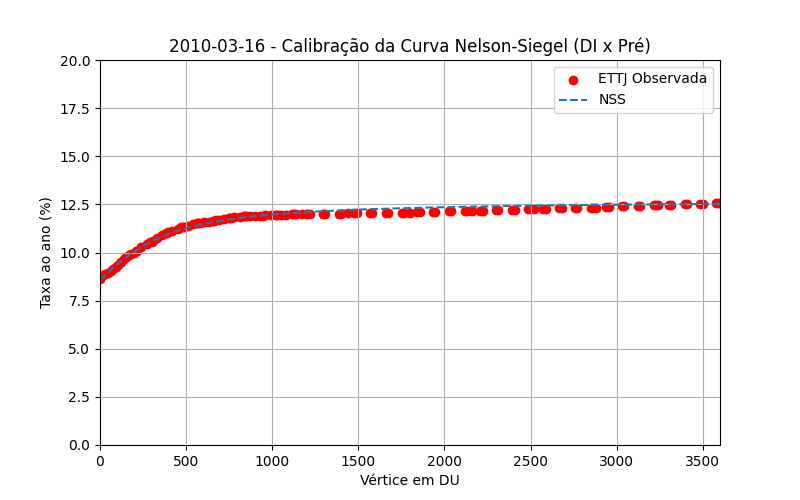 2010-03-16 - Calibração da Curva Nelson-Siegel (DI x Pré)
ETTJ Observada
NSS
Taxa ao ano (%)
20.0
17.5
15.0
12.5
10.0
7.5
5.0
2.5
0.0
0 500 1000 1500 2000 2500 3000 3500
Vértice em DU